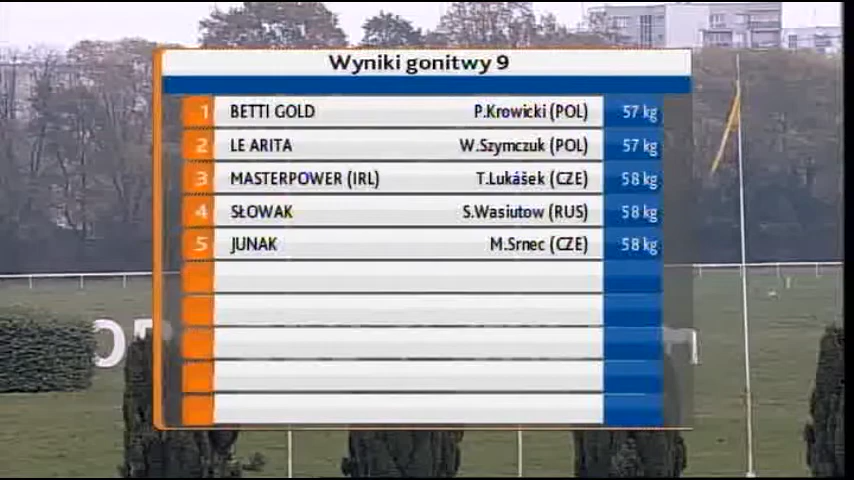 Wyniki gonitwy 9
1 BETTI GOLD P.Krowicki (POL) 57 kg
2 LE ARITA W.Szymczuk (POL) 57 kg
3 MASTERPOWER (IRL) T.Lukášek (CZE) 58 kg
4 SŁOWAK S.Wasiutow (RUS) 58 kg
5 JUNAK M.Srnec (CZE) 58 kg